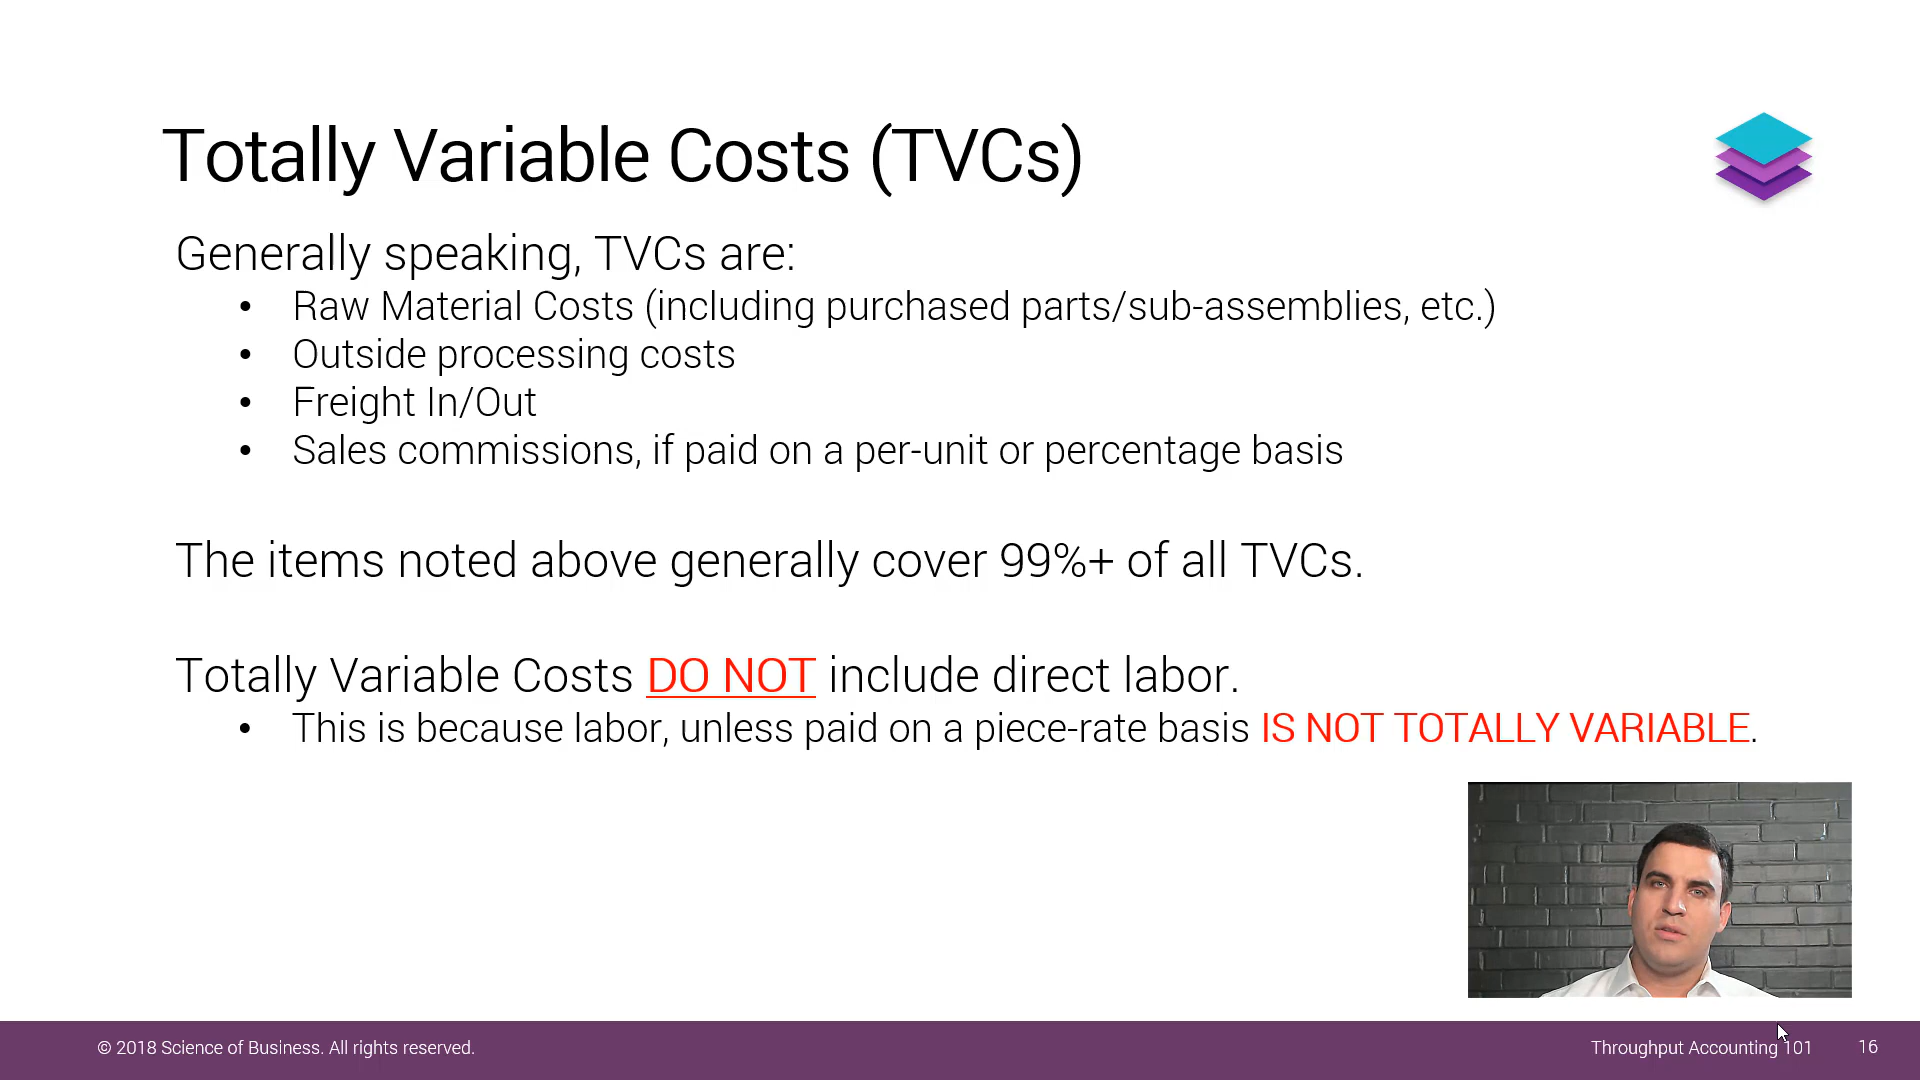 Totally Variable Costs (TVCs)
Generally speaking, TVCs are:
• Raw Material Costs (including purchased parts/sub-assemblies, etc.)
• Outside processing costs
• Freight In/Out
• Sales commissions, if paid on a per-unit or percentage basis
The items noted above generally cover 99%+ of all TVCs.
Totally Variable Costs DO NOT include direct labor.
• This is because labor, unless paid on a piece-rate basis IS NOT TOTALLY VARIABLE.
© 2018 Science of Business. All rights reserved.
Throughput Accounting 101
16